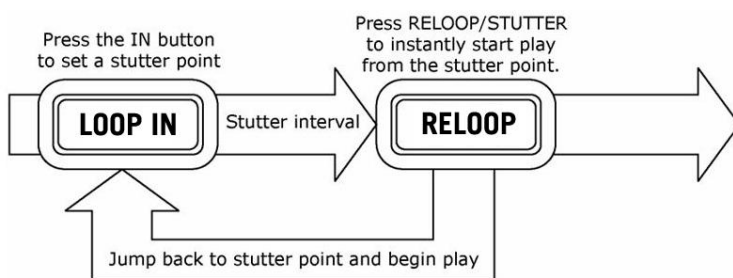 Press the IN button
to set a stutter point
Press RELOOP/STUTTER
to instantly start play
from the stutter point.
LOOP IN
Stutter interval
RELOOP
Jump back to stutter point and begin play